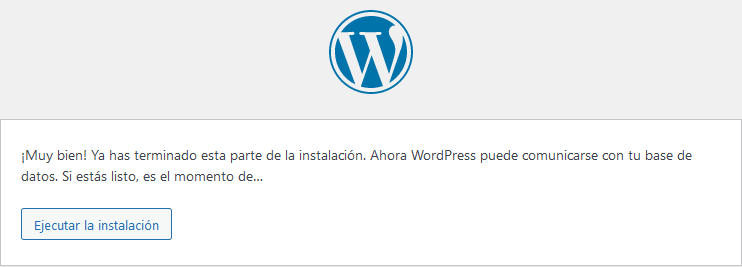 ¡Muy bien! Ya has terminado esta parte de la instalación. Ahora WordPress puede comunicarse con tu base de
datos. Si estás listo, es el momento de…
Ejecutar la instalación